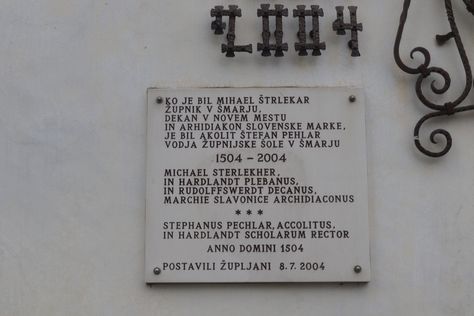 2004
KO JE BIL MIHAEL ŠTRLEKAR
ŽUPNIK V ŠMARJU,
DEKAN V NOVEM MESTU
IN ARHIDIAKON SLOVENSKE MARKE,
JE BIL AKOLIT ŠTEFAN PEHLAR
VODJA ŽUPNIJSKE ŠOLE V ŠMARJU
1504 - 2004
MICHAEL STERLEKHER,
IN HARDLANDT PLEBANUS,
IN RUDOLFFSWERDT DECANUS,
MARCHIE SLAVONICE ARCHIDIACONUS
* * *
STEPHANUS PECHLAR, ACCOLITUS,
IN HARDLANDT SCHOLARUM RECTOR
ANNO DOMINI 1504
POSTAVILI ŽUPLJANI 8.7.2004